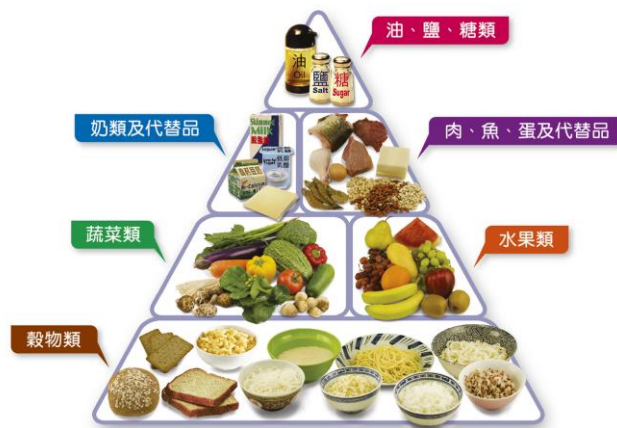 油、鹽、糖類
油
Oil
鹽
Salt
糖
Sugar
奶類及代替品
Skimmed
Milk
肉、魚、蛋及代替品
蔬菜類
水果類
穀物類